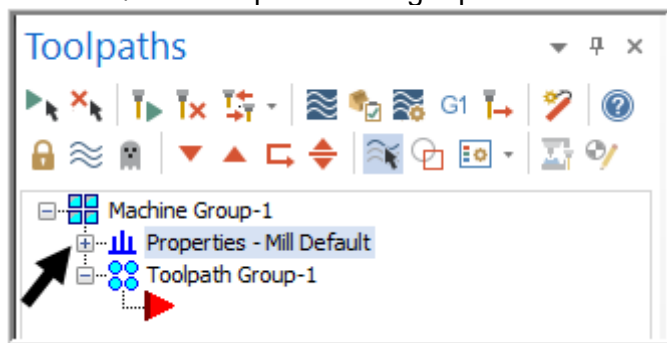 Toolpaths
G1
Machine Group-1
Properties - Mill Default
Toolpath Group-1